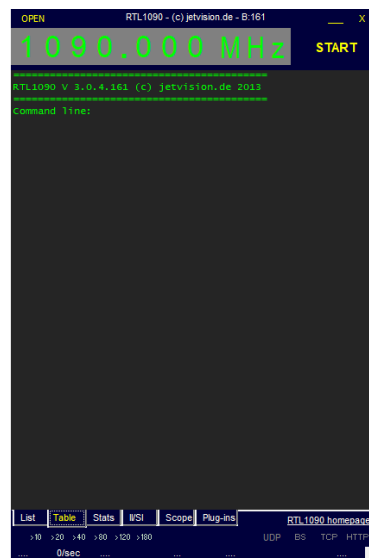 OPEN RTL1090 - (c) jetvision.de - B:161 __ X
1090.000 MHz START
==========================================
RTL1090 V 3.0.4.161 (c) jetvision.de 2013
==========================================
Command line:
List Table Stats II/SI Scope Plug-ins RTL1090 homepage
>10 >20 >40 >80 >120 >180 UDP BS TCP HTTP
.... 0/sec .... ... .... ....